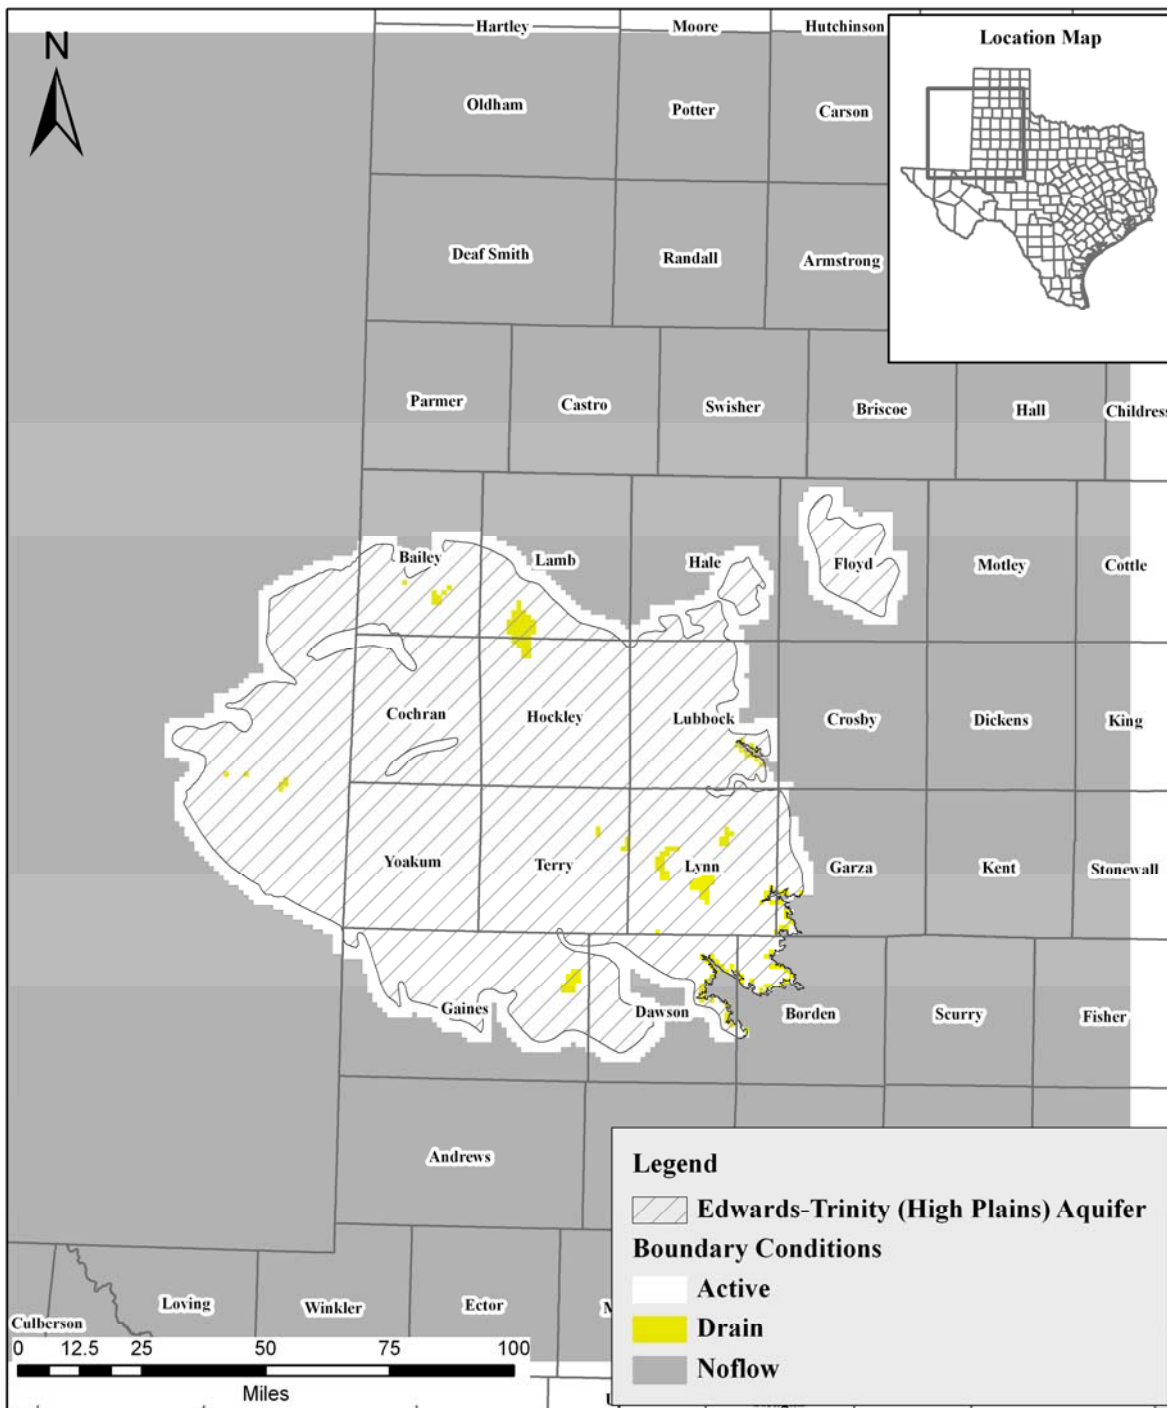 Hartley Moore Hutchinson
N
Location Map
Oldham Potter Carson
Deaf Smith Randall Armstrong
Parmer Castro Swisher Briscoe Hall Childress
Bailey Lamb Hale Floyd Motley Cottle
Cochran Hockley Lubbock Crosby Dickens King
Yoakum Terry Lynn Garza Kent Stonewall
Gaines Dawson Borden Scurry Fisher
Andrews
Loving Winkler Ector M
Culberson
0 12.5 25 50 75 100
Miles
Legend
Edwards-Trinity (High Plains) Aquifer
Boundary Conditions
Active
Drain
Noflow